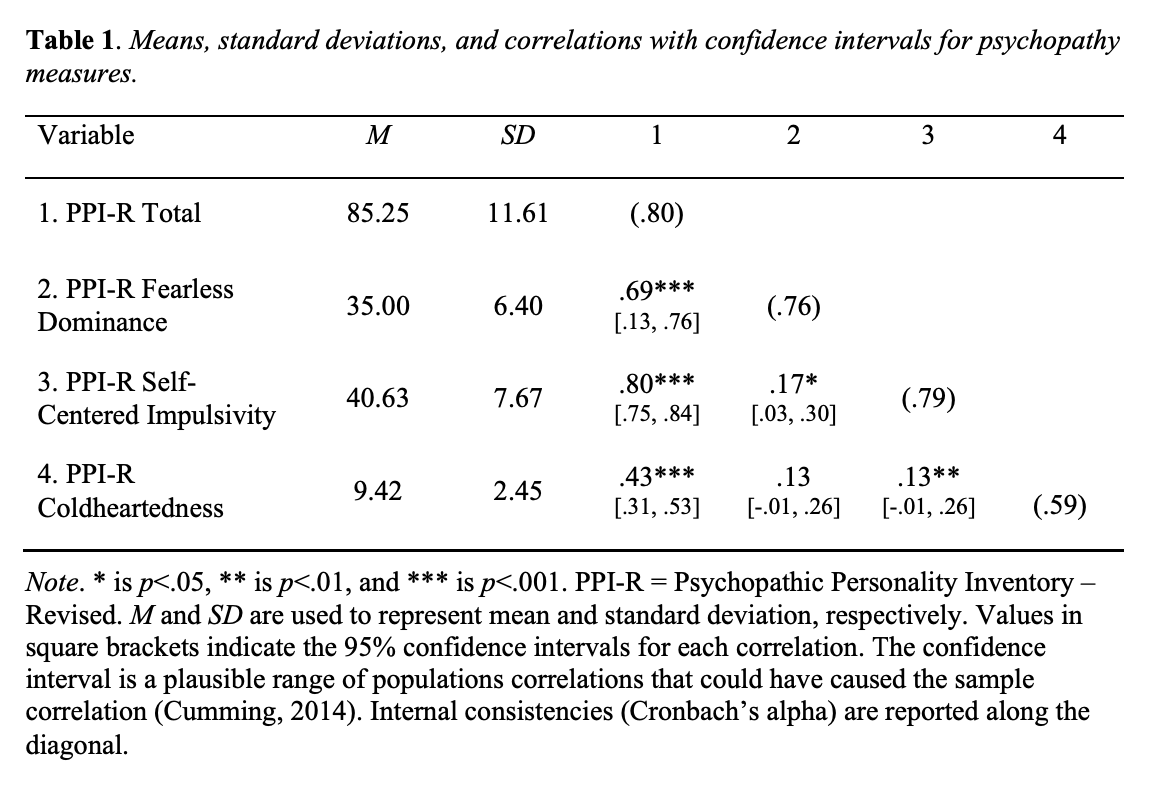 Table 1. Means, standard deviations, and correlations with confidence intervals for psychopathy
measures.
Variable M SD 1 2 3 4
1. PPI-R Total 85.25 11.61 (.80)
2. PPI-R Fearless
Dominance 35.00 6.40 .69*** (.76)
[.13, .76]
3. PPI-R Self-
Centered Impulsivity 40.63 7.67 .80*** .17* (.79)
[.75, .84] [.03, .30]
4. PPI-R
Coldheartedness 9.42 2.45 .43*** .13 .13** (.59)
[.31, .53] [-.01, .26] [-.01, .26]
Note. * is p<.05, ** is p<.01, and *** is p<.001. PPI-R = Psychopathic Personality Inventory –
Revised. M and SD are used to represent mean and standard deviation, respectively. Values in
square brackets indicate the 95% confidence intervals for each correlation. The confidence
interval is a plausible range of populations correlations that could have caused the sample
correlation (Cumming, 2014). Internal consistencies (Cronbach’s alpha) are reported along the
diagonal.